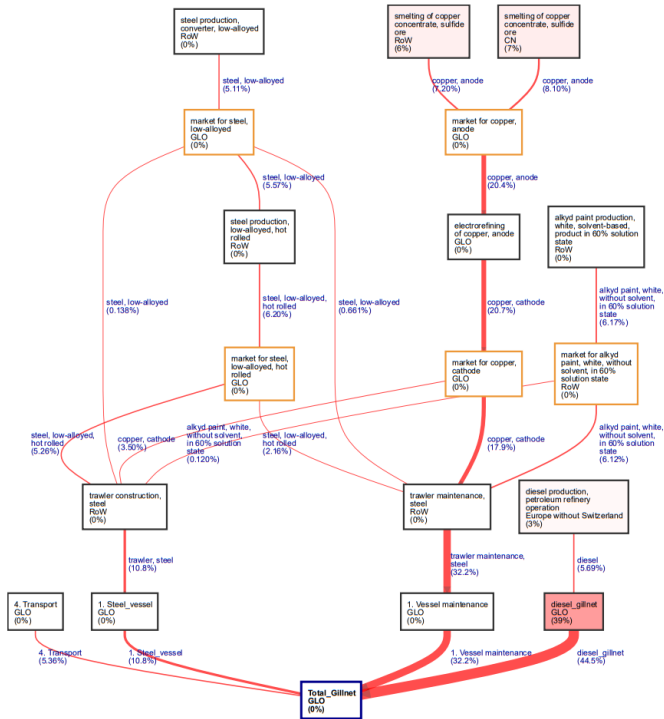 steel production,
converter, low-alloyed
RoW
(0%)
smelting of copper
concentrate, sulfide
ore
RoW
(6%)
smelting of copper
concentrate, sulfide
ore
CN
(7%)
steel, low-alloyed
(5.11%)
copper, anode
(7.20%)
copper, anode
(8.10%)
market for steel,
low-alloyed
GLO
(0%)
market for copper,
anode
GLO
(0%)
steel, low-alloyed
(5.57%)
copper, anode
(20.4%)
steel production,
low-alloyed, hot
rolled
RoW
(0%)
electrorefining
of copper, anode
GLO
(0%)
alkyd paint production,
white, solvent-based,
product in 60% solution
state
RoW
(0%)
steel, low-alloyed
(0.138%)
steel, low-alloyed,
hot rolled
(6.20%)
steel, low-alloyed
(0.661%)
copper, cathode
(20.7%)
alkyd paint, white,
without solvent,
in 60% solution
state
(6.17%)
market for steel,
low-alloyed, hot
rolled
GLO
(0%)
market for copper,
cathode
GLO
(0%)
market for alkyd
paint, white, without
solvent, in 60%
solution state
RoW
(0%)
steel, low-alloyed,
hot rolled
(5.26%)
copper, cathode
(3.50%)
alkyd paint, white,
without solvent,
in 60% solution
state
(0.120%)
steel, low-alloyed,
hot rolled
(2.16%)
copper, cathode
(17.9%)
alkyd paint, white,
without solvent,
in 60% solution
state
(6.12%)
trawler construction,
steel
RoW
(0%)
trawler maintenance,
steel
RoW
(0%)
diesel production,
petroleum refinery
operation
Europe without Switzerland
(3%)
trawler, steel
(10.8%)
trawler maintenance,
steel
(32.2%)
diesel
(5.69%)
4. Transport
GLO
(0%)
1. Steel_vessel
GLO
(0%)
1. Vessel maintenance
GLO
(0%)
diesel_gillnet
GLO
(39%)
4. Transport
(5.36%)
1. Steel_vessel
(10.8%)
1. Vessel maintenance
(32.2%)
diesel_gillnet
(44.5%)
Total_Gillnet
GLO
(0%)